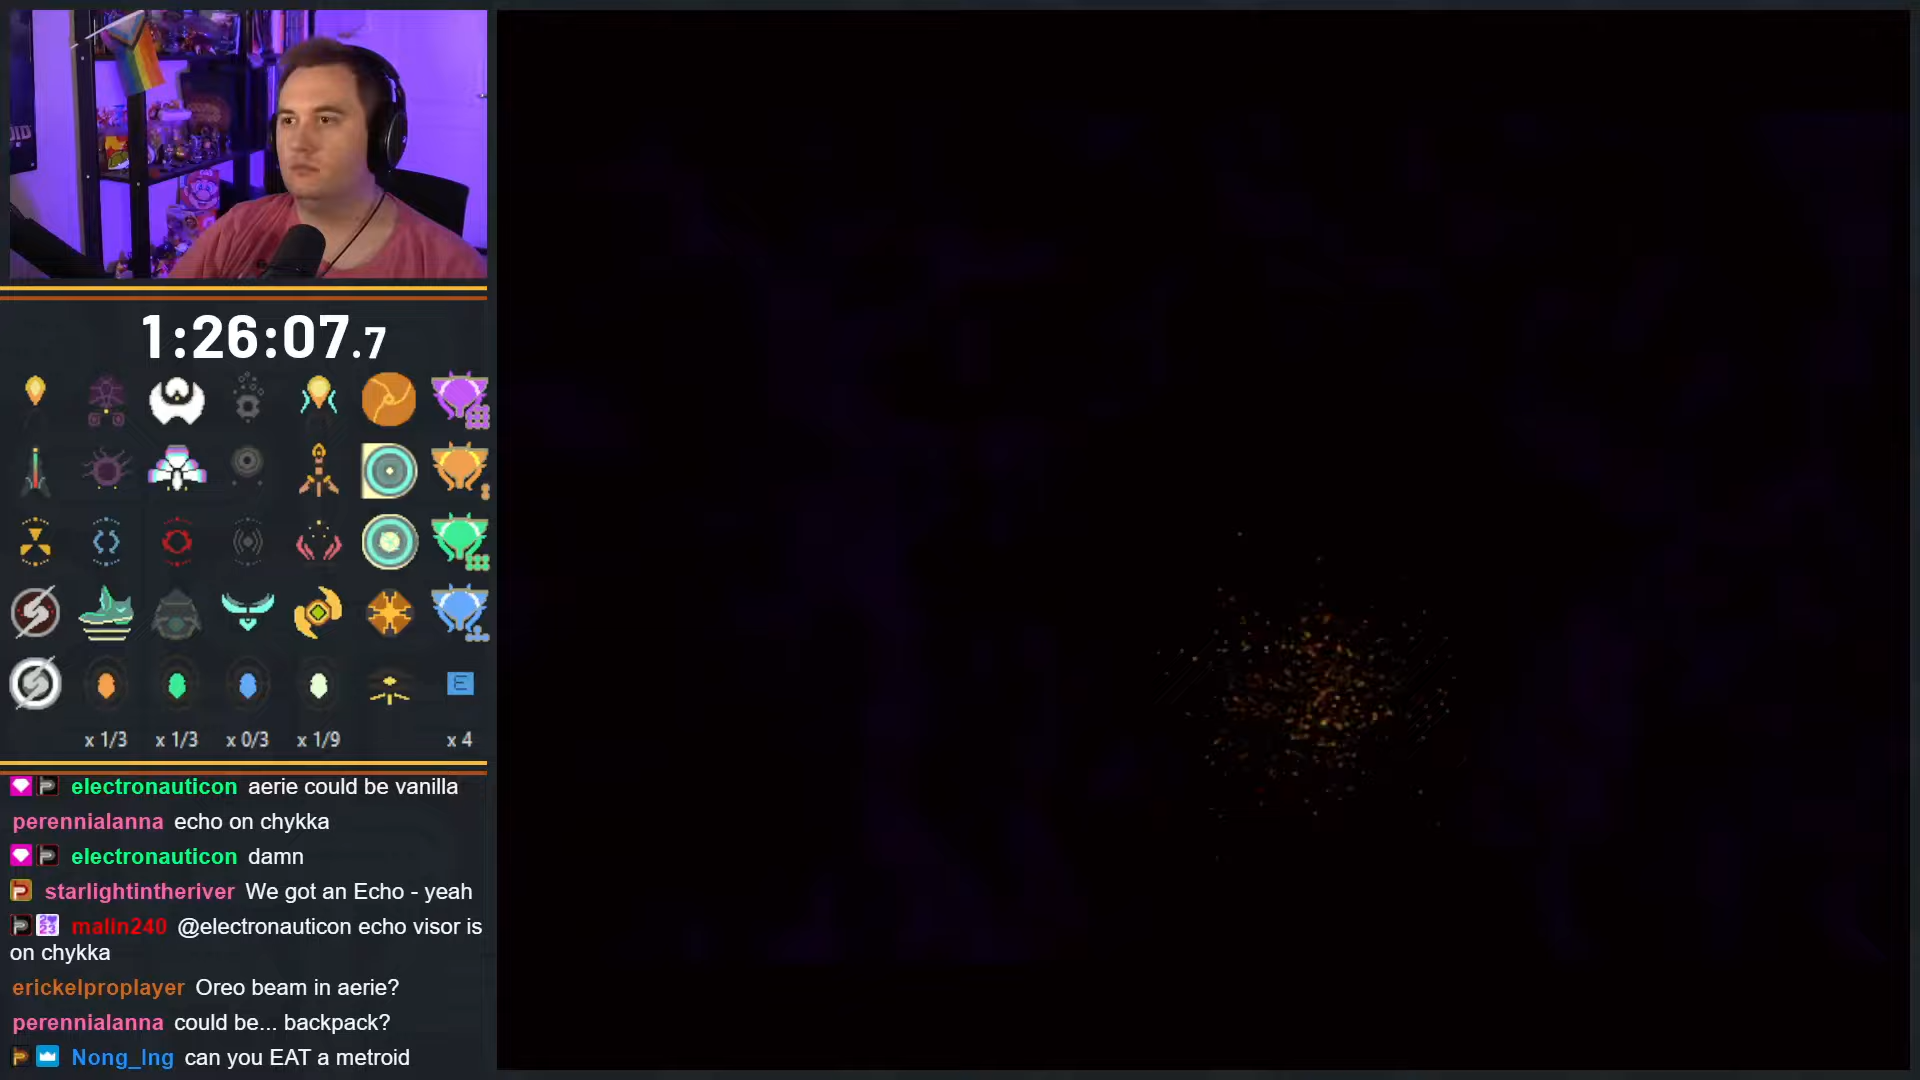 1:26:07.7
x 1/3
x 1/3
x 0/3
x 1/9
x 4
electronauticon aerie could be vanilla
perennialanna echo on chykka
electronauticon damn
starlightintheriver We got an Echo - yeah
malin240 @electronauticon echo visor is
on chykka
erickelproplayer Oreo beam in aerie?
perennialanna could be... backpack?
Nong_Ing can you EAT a metroid